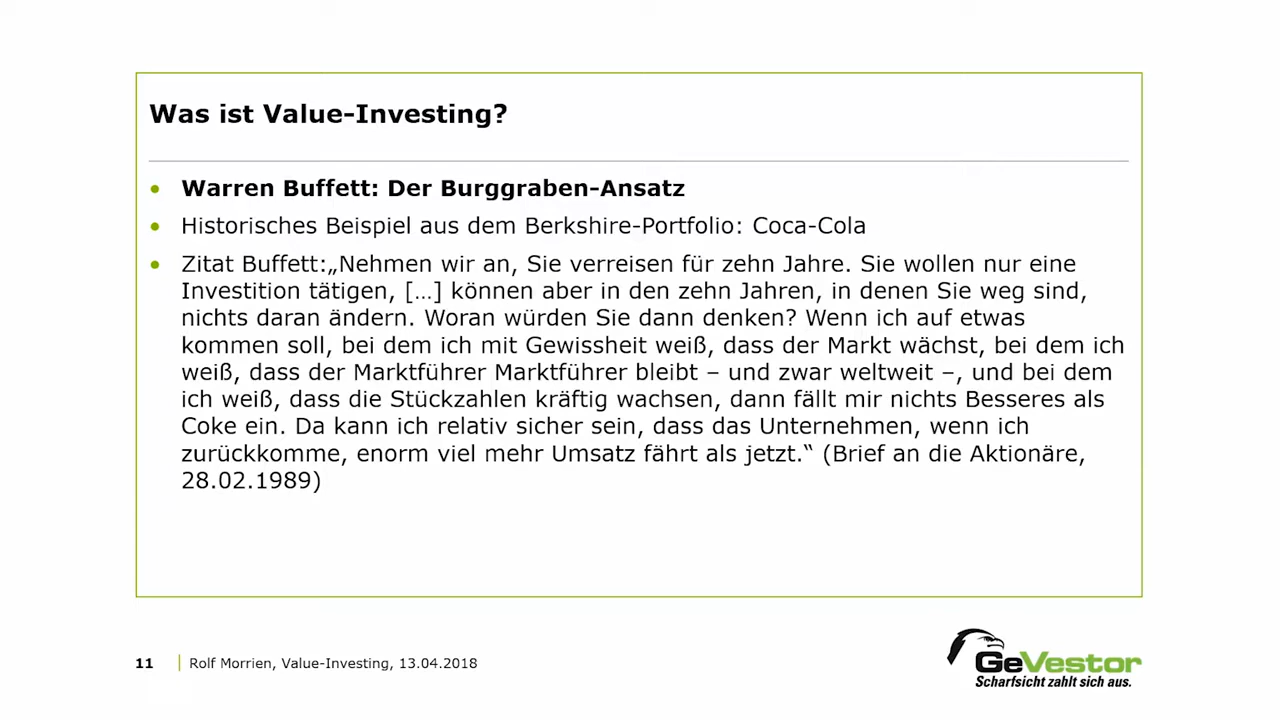 Was ist Value-Investing?
• Warren Buffett: Der Burggraben-Ansatz
• Historisches Beispiel aus dem Berkshire-Portfolio: Coca-Cola
• Zitat Buffett:„Nehmen wir an, Sie verreisen für zehn Jahre. Sie wollen nur eine
Investition tätigen, […] können aber in den zehn Jahren, in denen Sie weg sind,
nichts daran ändern. Woran würden Sie dann denken? Wenn ich auf etwas
kommen soll, bei dem ich mit Gewissheit weiß, dass der Markt wächst, bei dem ich
weiß, dass der Marktführer Marktführer bleibt – und zwar weltweit –, und bei dem
ich weiß, dass die Stückzahlen kräftig wachsen, dann fällt mir nichts Besseres als
Coke ein. Da kann ich relativ sicher sein, dass das Unternehmen, wenn ich
zurückkomme, enorm viel mehr Umsatz fährt als jetzt.“ (Brief an die Aktionäre,
28.02.1989)
11 | Rolf Morrien, Value-Investing, 13.04.2018
GeVestor
Scharfsicht zahlt sich aus.